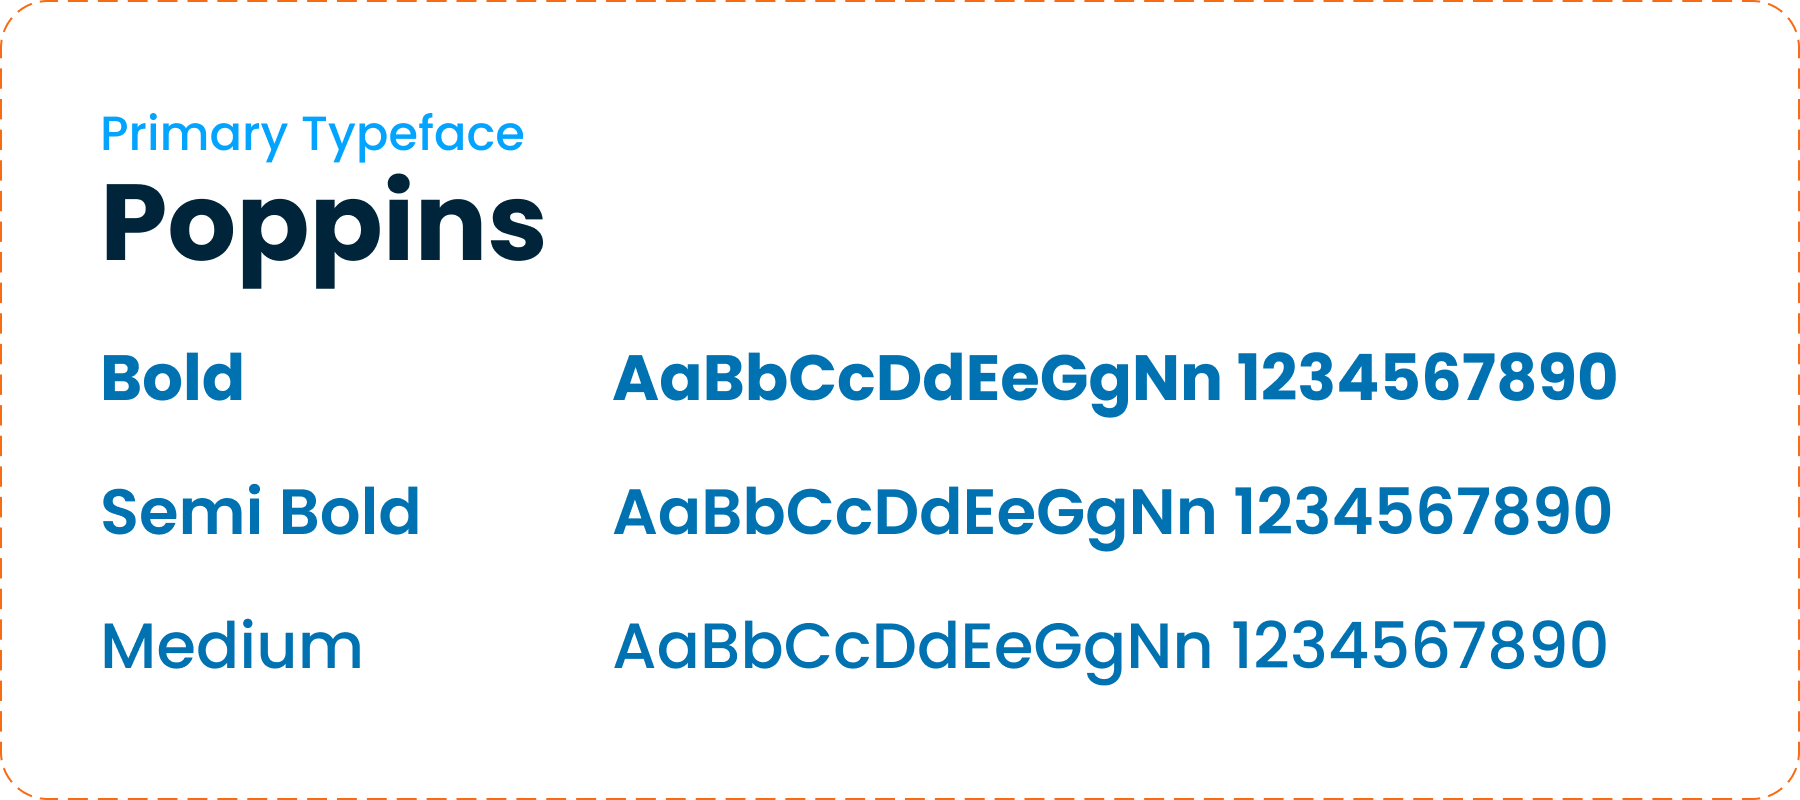 Primary Typeface
Poppins
Bold AaBbCcDdEeGgNn 1234567890
Semi Bold AaBbCcDdEeGgNn 1234567890
Medium AaBbCcDdEeGgNn 1234567890